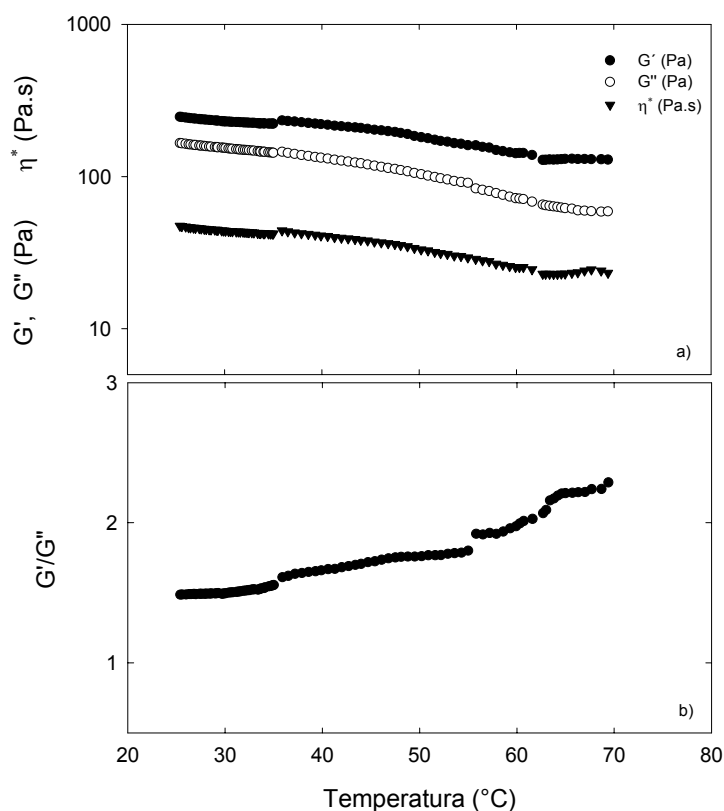 1000
100
10
G', G" (Pa) η* (Pa.s)
G´ (Pa)
G" (Pa)
η* (Pa.s)
a)
3
2
1
G'/G"
b)
20 30 40 50 60 70 80
Temperatura (°C)